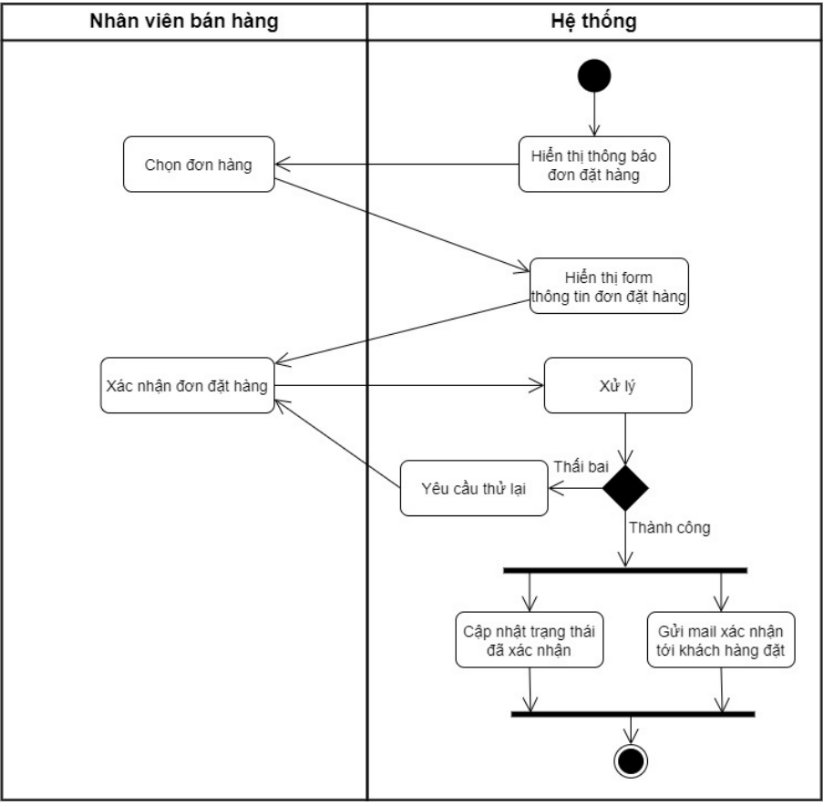 Nhân viên bán hàng
Hệ thống
Hiển thị thông báo
đơn đặt hàng
Chọn đơn hàng
Hiển thị form
thông tin đơn đặt hàng
Xác nhận đơn đặt hàng
Xử lý
Thấi bai
Yêu cầu thử lại
Thành công
Cập nhật trạng thái
đã xác nhận
Gửi mail xác nhận
tới khách hàng đặt